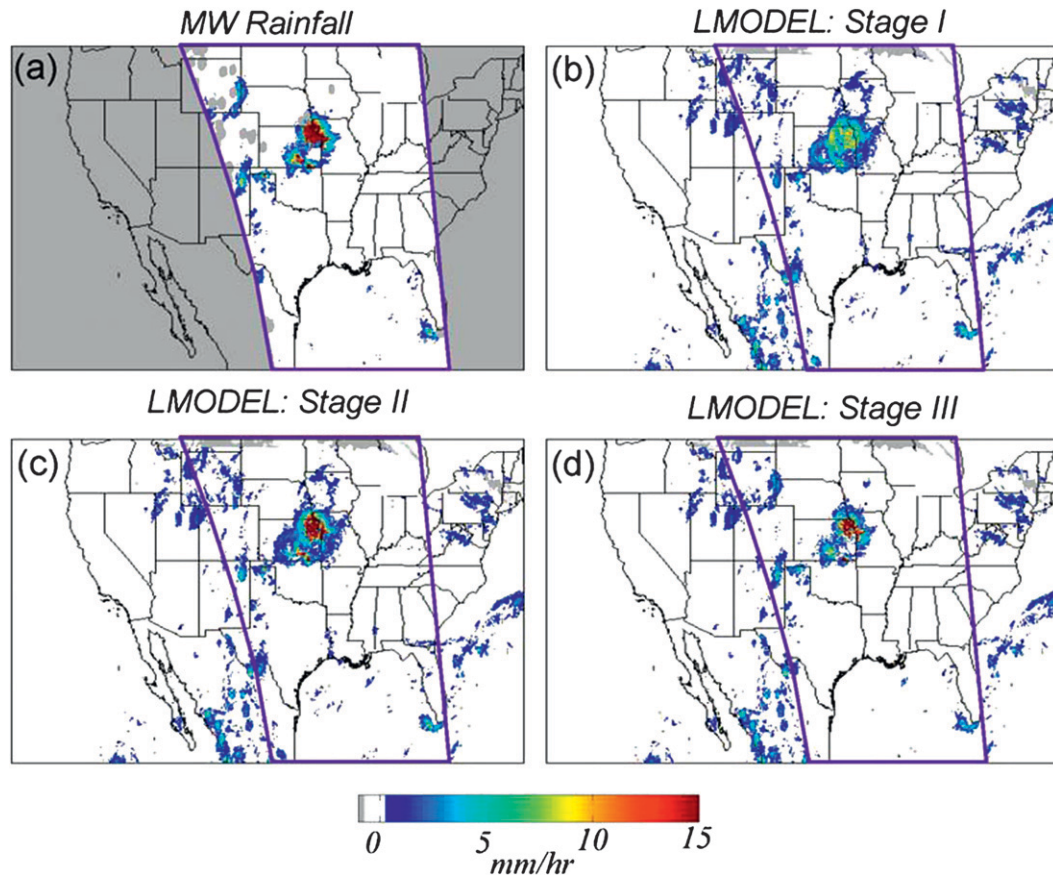 MW Rainfall
LMODEL: Stage I
(a)
(b)
LMODEL: Stage II
LMODEL: Stage III
(c)
(d)
0 5 10 15
mm/hr